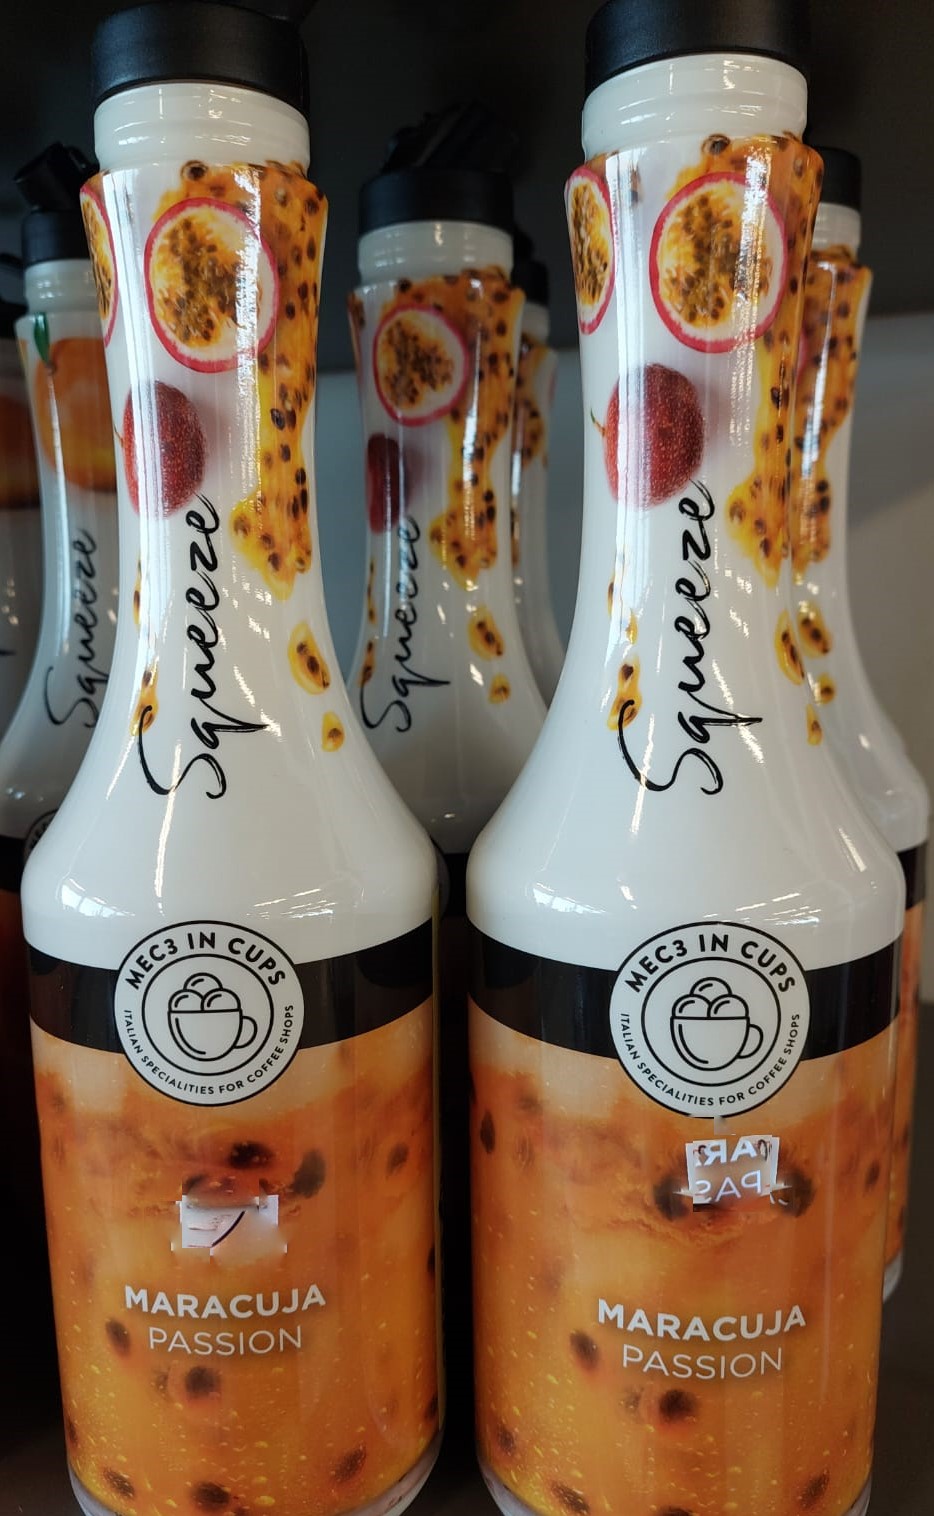 Squeeze
Squeeze
Squeeze
Squeeze
MEC3 IN CUPS
ITALIAN SPECIALITIES FOR COFFEE SHOPS
MARACUJA
PASSION
MEC3 IN CUPS
ITALIAN SPECIALITIES FOR COFFEE SHOPS
MARACUJA
PASSION